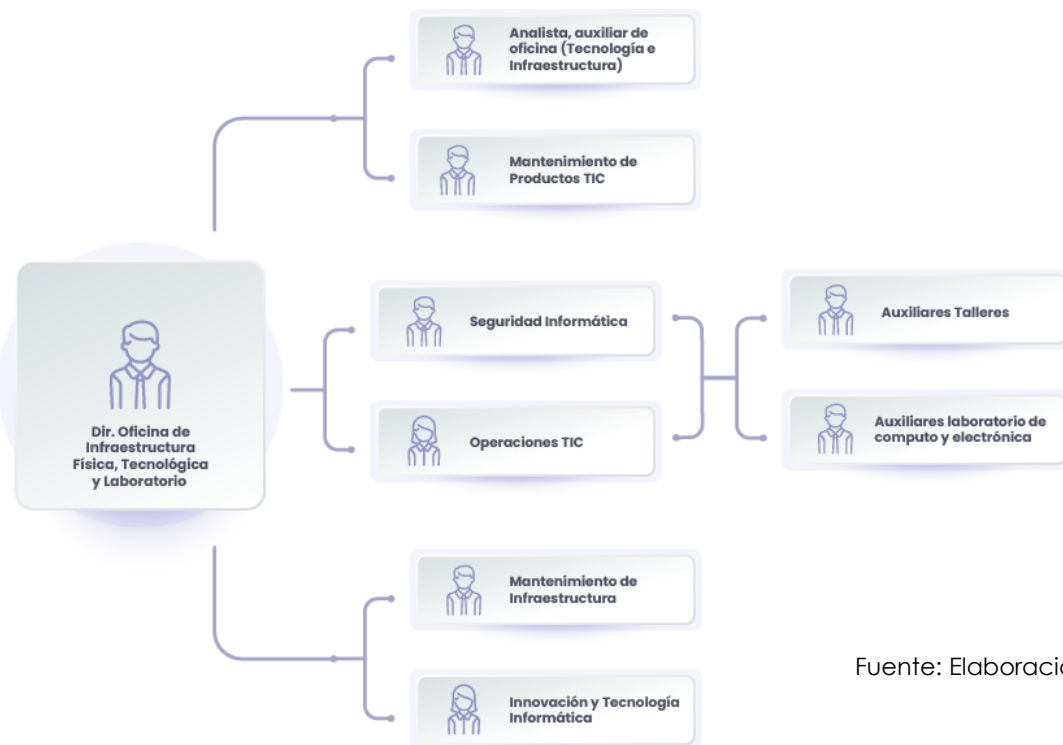 Analista, auxiliar de
oficina (Tecnología e
Infraestructura)
Mantenimiento de
Productos TIC
Dir. Oficina de
Infraestructura
Física, Tecnológica
y Laboratorio
Seguridad Informática
Operaciones TIC
Auxiliares Talleres
Auxiliares laboratorio de
computo y electrónica
Mantenimiento de
Infraestructura
Innovación y Tecnología
Informática
Fuente: